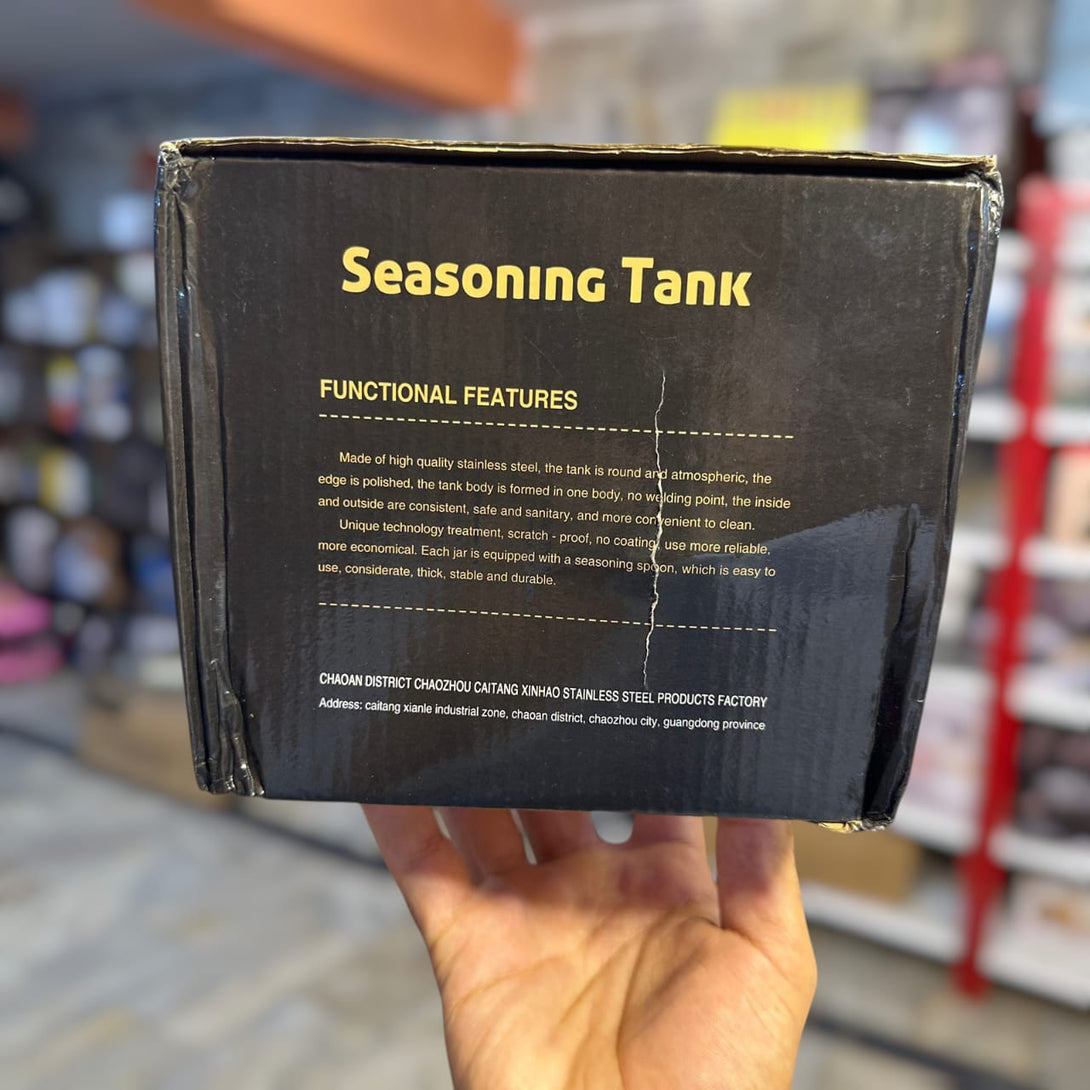 Seasoning Tank
FUNCTIONAL FEATURES
Made of high quality stainless steel, the tank is round and atmospheric, the
edge is polished, the tank body is formed in one body, no welding point, the inside
and outside are consistent, safe and sanitary, and more convenient to clean.
Unique technology treatment, scratch - proof, no coating, use more reliable,
more economical. Each jar is equipped with a seasoning spoon, which is easy to
use, considerate, thick, stable and durable.
CHAOAN DISTRICT CHAOZHOU CAITANG XINHAO STAINLESS STEEL PRODUCTS FACTORY
Address: caitang xianle industrial zone, chaoan district, chaozhou city, guangdong province